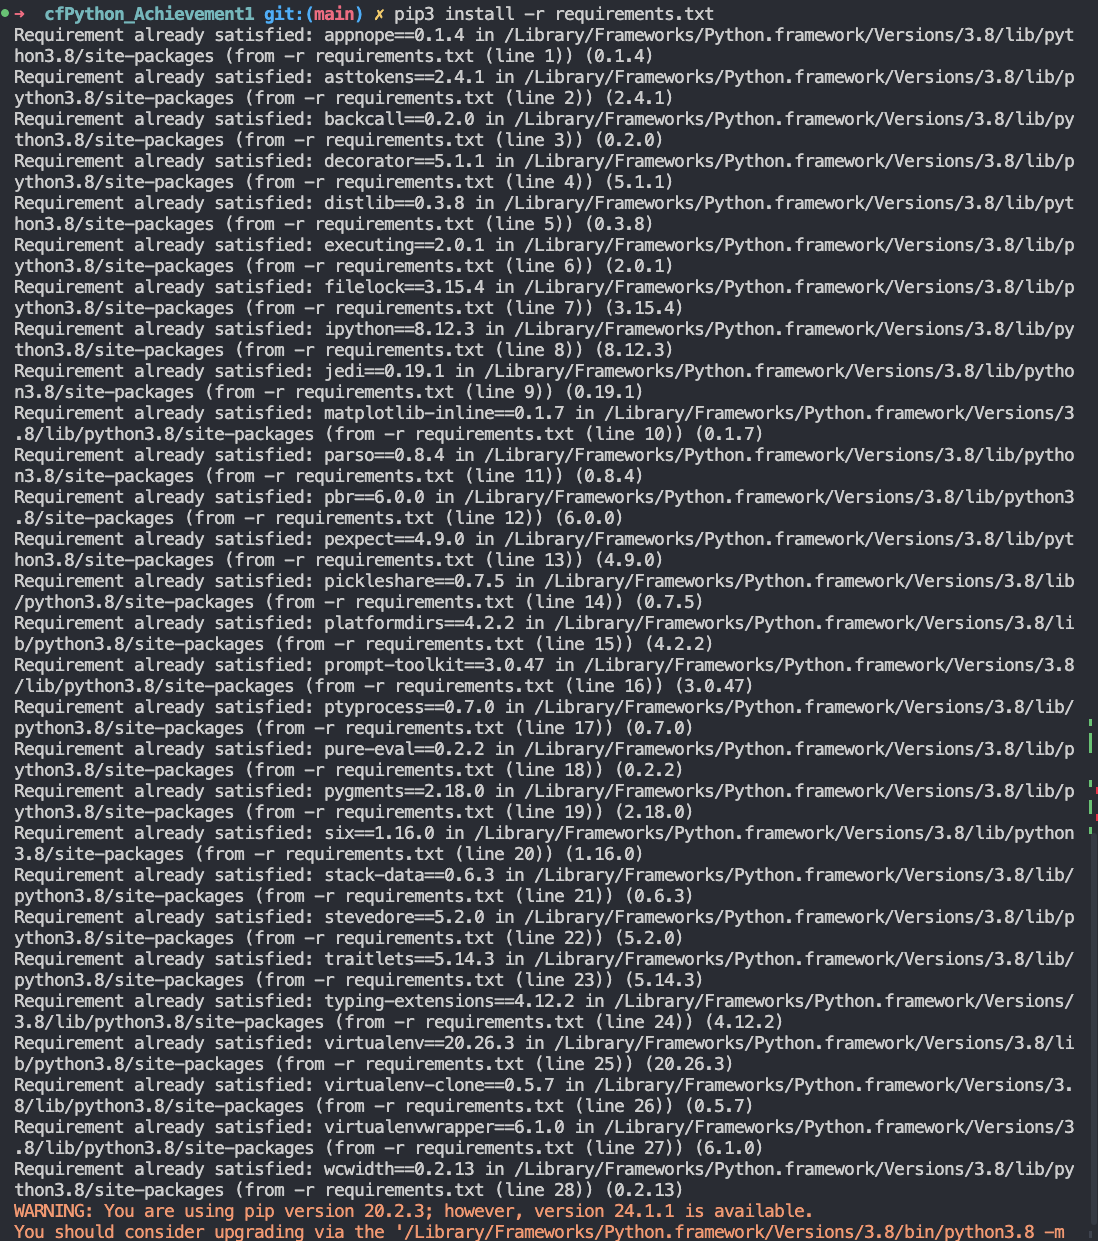 ➜  cfPython_Achievement1 git:(main) ✗ pip3 install -r requirements.txt
Requirement already satisfied: appnope==0.1.4 in /Library/Frameworks/Python.framework/Versions/3.8/lib/pyt
hon3.8/site-packages (from -r requirements.txt (line 1)) (0.1.4)
Requirement already satisfied: asttokens==2.4.1 in /Library/Frameworks/Python.framework/Versions/3.8/lib/p
ython3.8/site-packages (from -r requirements.txt (line 2)) (2.4.1)
Requirement already satisfied: backcall==0.2.0 in /Library/Frameworks/Python.framework/Versions/3.8/lib/py
thon3.8/site-packages (from -r requirements.txt (line 3)) (0.2.0)
Requirement already satisfied: decorator==5.1.1 in /Library/Frameworks/Python.framework/Versions/3.8/lib/p
ython3.8/site-packages (from -r requirements.txt (line 4)) (5.1.1)
Requirement already satisfied: distlib==0.3.8 in /Library/Frameworks/Python.framework/Versions/3.8/lib/pyt
hon3.8/site-packages (from -r requirements.txt (line 5)) (0.3.8)
Requirement already satisfied: executing==2.0.1 in /Library/Frameworks/Python.framework/Versions/3.8/lib/p
ython3.8/site-packages (from -r requirements.txt (line 6)) (2.0.1)
Requirement already satisfied: filelock==3.15.4 in /Library/Frameworks/Python.framework/Versions/3.8/lib/p
ython3.8/site-packages (from -r requirements.txt (line 7)) (3.15.4)
Requirement already satisfied: ipython==8.12.3 in /Library/Frameworks/Python.framework/Versions/3.8/lib/py
thon3.8/site-packages (from -r requirements.txt (line 8)) (8.12.3)
Requirement already satisfied: jedi==0.19.1 in /Library/Frameworks/Python.framework/Versions/3.8/lib/pytho
n3.8/site-packages (from -r requirements.txt (line 9)) (0.19.1)
Requirement already satisfied: matplotlib-inline==0.1.7 in /Library/Frameworks/Python.framework/Versions/3
.8/lib/python3.8/site-packages (from -r requirements.txt (line 10)) (0.1.7)
Requirement already satisfied: parso==0.8.4 in /Library/Frameworks/Python.framework/Versions/3.8/lib/pytho
n3.8/site-packages (from -r requirements.txt (line 11)) (0.8.4)
Requirement already satisfied: pbr==6.0.0 in /Library/Frameworks/Python.framework/Versions/3.8/lib/python3
.8/site-packages (from -r requirements.txt (line 12)) (6.0.0)
Requirement already satisfied: pexpect==4.9.0 in /Library/Frameworks/Python.framework/Versions/3.8/lib/pyt
hon3.8/site-packages (from -r requirements.txt (line 13)) (4.9.0)
Requirement already satisfied: pickleshare==0.7.5 in /Library/Frameworks/Python.framework/Versions/3.8/lib
/python3.8/site-packages (from -r requirements.txt (line 14)) (0.7.5)
Requirement already satisfied: platformdirs==4.2.2 in /Library/Frameworks/Python.framework/Versions/3.8/li
b/python3.8/site-packages (from -r requirements.txt (line 15)) (4.2.2)
Requirement already satisfied: prompt-toolkit==3.0.47 in /Library/Frameworks/Python.framework/Versions/3.8
/lib/python3.8/site-packages (from -r requirements.txt (line 16)) (3.0.47)
Requirement already satisfied: ptyprocess==0.7.0 in /Library/Frameworks/Python.framework/Versions/3.8/lib/
python3.8/site-packages (from -r requirements.txt (line 17)) (0.7.0)
Requirement already satisfied: pure-eval==0.2.2 in /Library/Frameworks/Python.framework/Versions/3.8/lib/p
ython3.8/site-packages (from -r requirements.txt (line 18)) (0.2.2)
Requirement already satisfied: pygments==2.18.0 in /Library/Frameworks/Python.framework/Versions/3.8/lib/p
ython3.8/site-packages (from -r requirements.txt (line 19)) (2.18.0)
Requirement already satisfied: six==1.16.0 in /Library/Frameworks/Python.framework/Versions/3.8/lib/python
3.8/site-packages (from -r requirements.txt (line 20)) (1.16.0)
Requirement already satisfied: stack-data==0.6.3 in /Library/Frameworks/Python.framework/Versions/3.8/lib/
python3.8/site-packages (from -r requirements.txt (line 21)) (0.6.3)
Requirement already satisfied: stevedore==5.2.0 in /Library/Frameworks/Python.framework/Versions/3.8/lib/p
ython3.8/site-packages (from -r requirements.txt (line 22)) (5.2.0)
Requirement already satisfied: traitlets==5.14.3 in /Library/Frameworks/Python.framework/Versions/3.8/lib/
python3.8/site-packages (from -r requirements.txt (line 23)) (5.14.3)
Requirement already satisfied: typing-extensions==4.12.2 in /Library/Frameworks/Python.framework/Versions/
3.8/lib/python3.8/site-packages (from -r requirements.txt (line 24)) (4.12.2)
Requirement already satisfied: virtualenv==20.26.3 in /Library/Frameworks/Python.framework/Versions/3.8/li
b/python3.8/site-packages (from -r requirements.txt (line 25)) (20.26.3)
Requirement already satisfied: virtualenv-clone==0.5.7 in /Library/Frameworks/Python.framework/Versions/3.
8/lib/python3.8/site-packages (from -r requirements.txt (line 26)) (0.5.7)
Requirement already satisfied: virtualenvwrapper==6.1.0 in /Library/Frameworks/Python.framework/Versions/3
.8/lib/python3.8/site-packages (from -r requirements.txt (line 27)) (6.1.0)
Requirement already satisfied: wcwidth==0.2.13 in /Library/Frameworks/Python.framework/Versions/3.8/lib/py
thon3.8/site-packages (from -r requirements.txt (line 28)) (0.2.13)
WARNING: You are using pip version 20.2.3; however, version 24.1.1 is available.
You should consider upgrading via the '/Library/Frameworks/Python.framework/Versions/3.8/bin/python3.8 -m